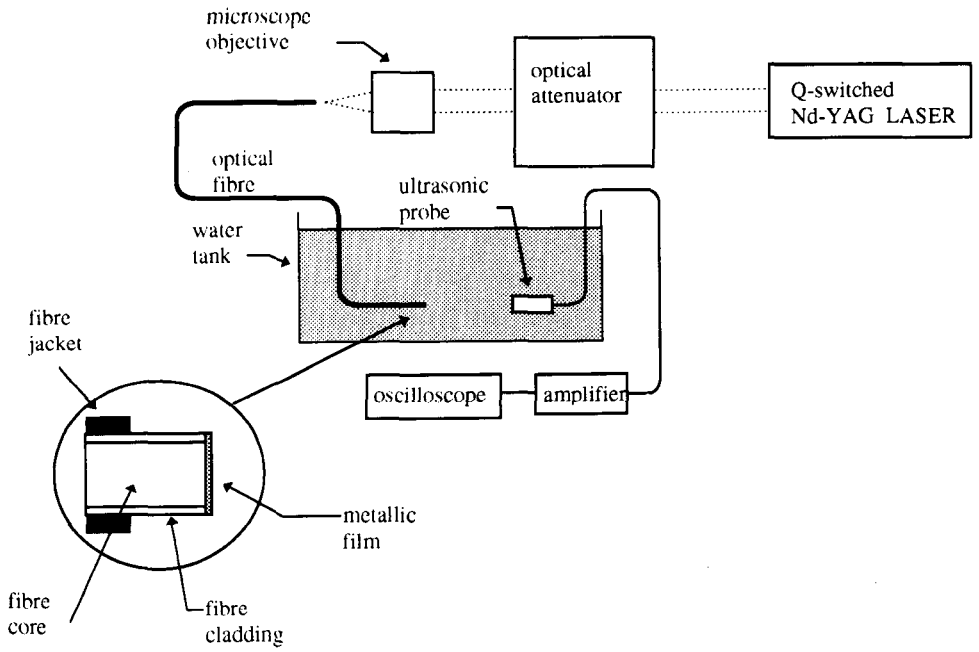 microscope
objective
optical
attenuator
Q-switched
Nd-YAG LASER
optical
fibre
ultrasonic
probe
water
tank
fibre
jacket
oscilloscope
amplifier
metallic
film
fibre
core
fibre
cladding